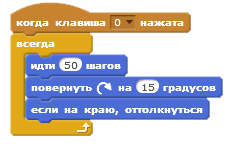 когда клавиша 0 нажата
всегда
идти 50 шагов
повернуть на 15 градусов
если на краю, оттолкнуться